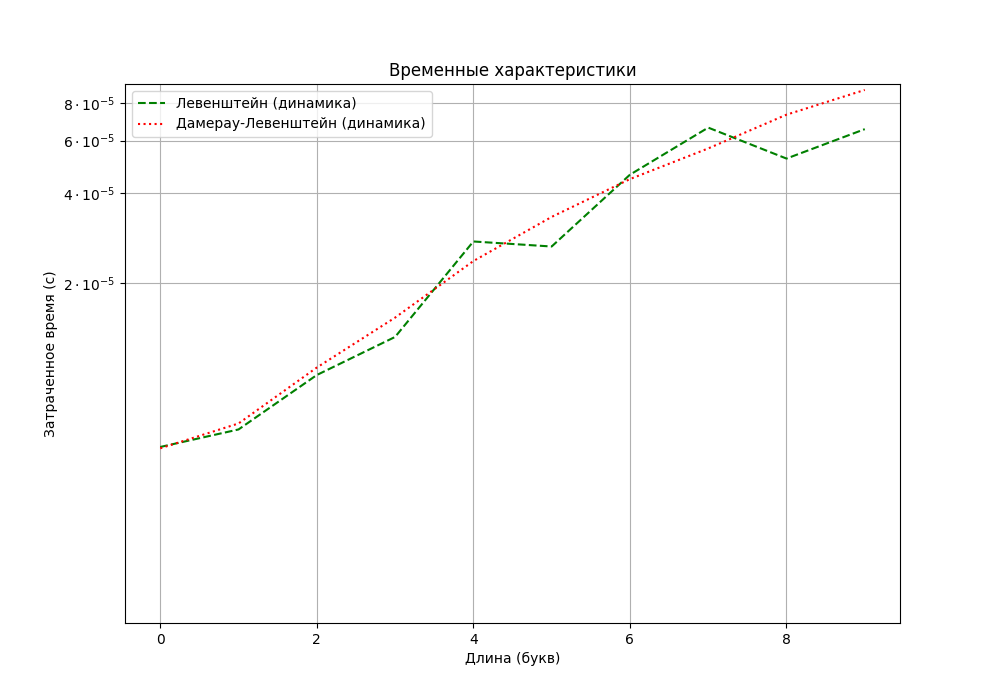 Временные характеристики
Левенштейн (динамика)
Дамерау-Левенштейн (динамика)
8·10⁻⁵
6·10⁻⁵
4·10⁻⁵
2·10⁻⁵
Затраченное время (с)
0 2 4 6 8
Длина (букв)